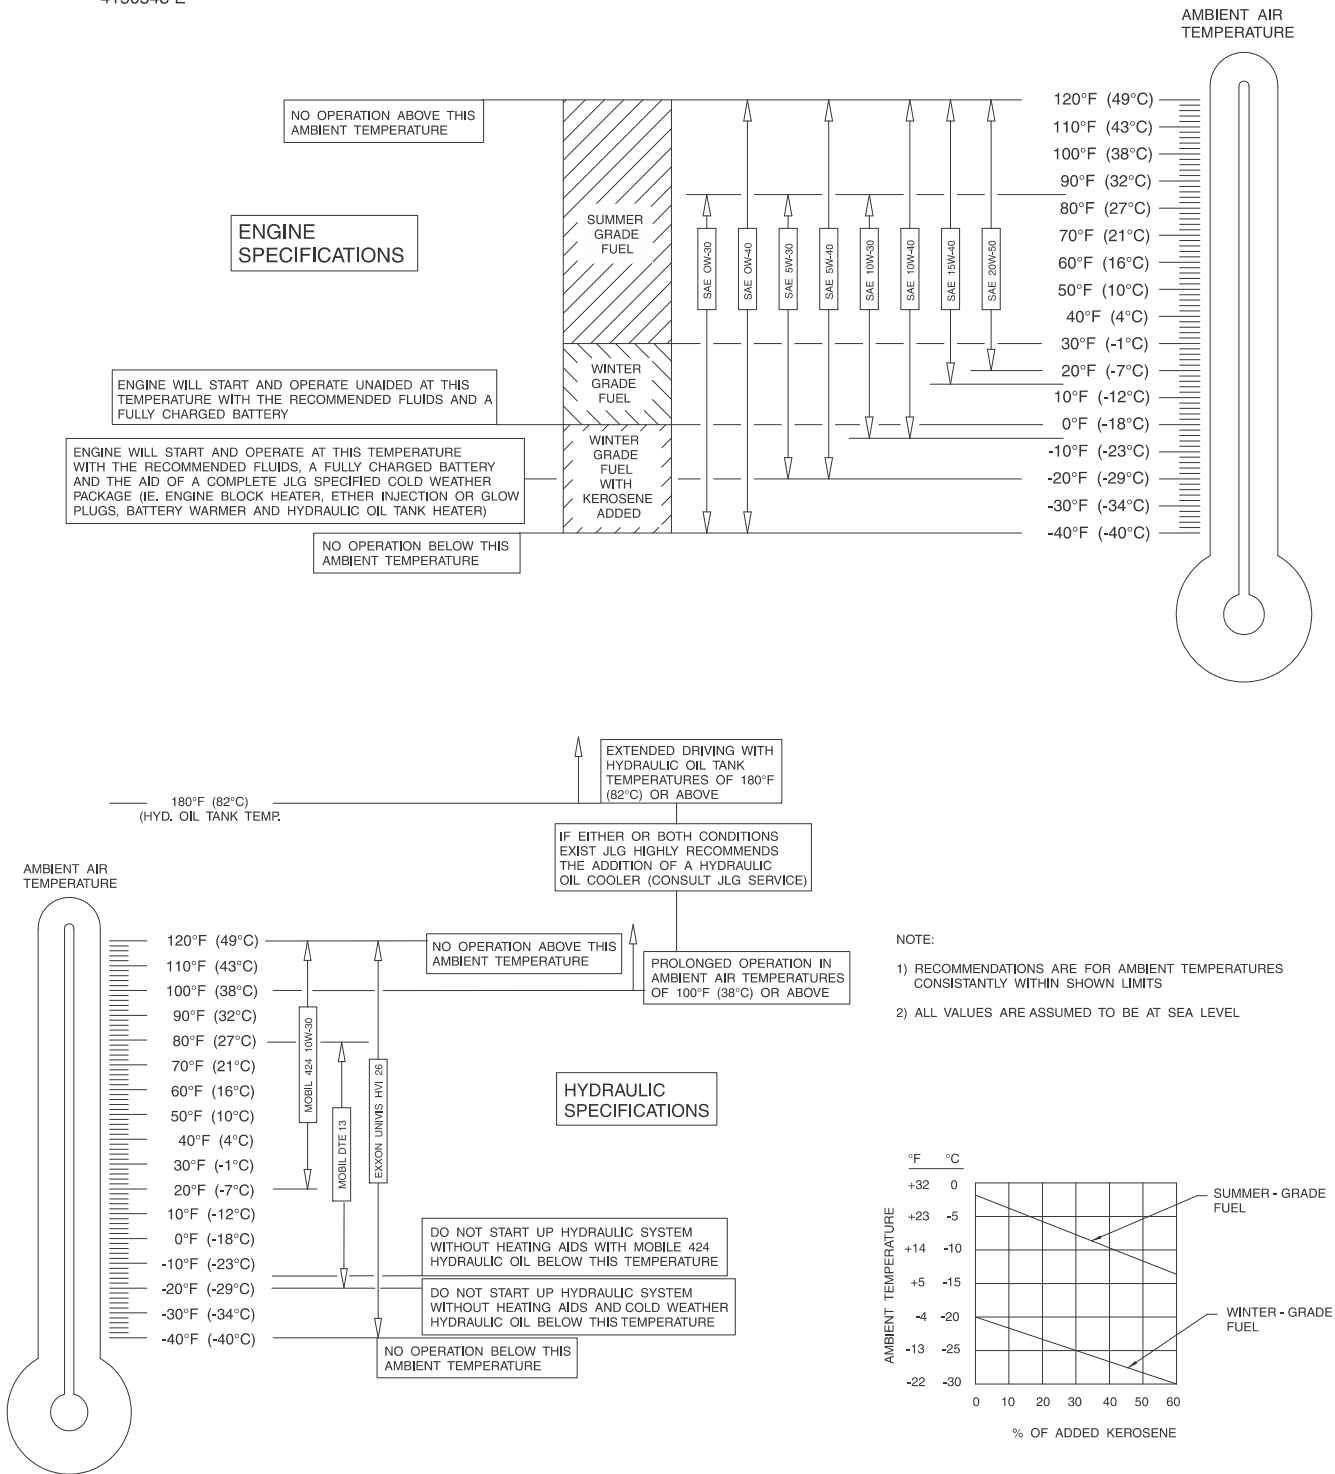 AMBIENT AIR
TEMPERATURE
120°F (49°C)
110°F (43°C)
100°F (38°C)
90°F (32°C)
80°F (27°C)
70°F (21°C)
60°F (16°C)
50°F (10°C)
40°F (4°C)
30°F (-1°C)
20°F (-7°C)
10°F (-12°C)
0°F (-18°C)
-10°F (-23°C)
-20°F (-29°C)
-30°F (-34°C)
-40°F (-40°C)
NO OPERATION ABOVE THIS
AMBIENT TEMPERATURE
ENGINE
SPECIFICATIONS
SUMMER
GRADE
FUEL
WINTER
GRADE
FUEL
WINTER
GRADE
FUEL
WITH
KEROSENE
ADDED
SAE 0W-30
SAE 0W-40
SAE 5W-30
SAE 5W-40
SAE 10W-30
SAE 10W-40
SAE 15W-40
SAE 20W-50
ENGINE WILL START AND OPERATE UNAIDED AT THIS
TEMPERATURE WITH THE RECOMMENDED FLUIDS AND A
FULLY CHARGED BATTERY
ENGINE WILL START AND OPERATE AT THIS TEMPERATURE
WITH THE RECOMMENDED FLUIDS, A FULLY CHARGED BATTERY
AND THE AID OF A COMPLETE JLG SPECIFIED COLD WEATHER
PACKAGE (IE. ENGINE BLOCK HEATER, ETHER INJECTION OR GLOW
PLUGS, BATTERY WARMER AND HYDRAULIC OIL TANK HEATER)
NO OPERATION BELOW THIS
AMBIENT TEMPERATURE
EXTENDED DRIVING WITH
HYDRAULIC OIL TANK
TEMPERATURES OF 180°F
(82°C) OR ABOVE
180°F (82°C)
(HYD. OIL TANK TEMP.
IF EITHER OR BOTH CONDITIONS
EXIST JLG HIGHLY RECOMMENDS
THE ADDITION OF A HYDRAULIC
OIL COOLER (CONSULT JLG SERVICE)
AMBIENT AIR
TEMPERATURE
120°F (49°C)
110°F (43°C)
100°F (38°C)
90°F (32°C)
80°F (27°C)
70°F (21°C)
60°F (16°C)
50°F (10°C)
40°F (4°C)
30°F (-1°C)
20°F (-7°C)
10°F (-12°C)
0°F (-18°C)
-10°F (-23°C)
-20°F (-29°C)
-30°F (-34°C)
-40°F (-40°C)
MOBIL 424 10W-30
MOBIL DTE 13
EXXON UNIVIS HVI 26
NO OPERATION ABOVE THIS
AMBIENT TEMPERATURE
PROLONGED OPERATION IN
AMBIENT AIR TEMPERATURES
OF 100°F (38°C) OR ABOVE
HYDRAULIC
SPECIFICATIONS
DO NOT START UP HYDRAULIC SYSTEM
WITHOUT HEATING AIDS WITH MOBILE 424
HYDRAULIC OIL BELOW THIS TEMPERATURE
DO NOT START UP HYDRAULIC SYSTEM
WITHOUT HEATING AIDS AND COLD WEATHER
HYDRAULIC OIL BELOW THIS TEMPERATURE
NO OPERATION BELOW THIS
AMBIENT TEMPERATURE
NOTE:
1) RECOMMENDATIONS ARE FOR AMBIENT TEMPERATURES
CONSISTANTLY WITHIN SHOWN LIMITS
2) ALL VALUES ARE ASSUMED TO BE AT SEA LEVEL
°F °C
+32 0
+23 -5
+14 -10
+5 -15
-4 -20
-13 -25
-22 -30
AMBIENT TEMPERATURE
0 10 20 30 40 50 60
% OF ADDED KEROSENE
SUMMER - GRADE
FUEL
WINTER - GRADE
FUEL